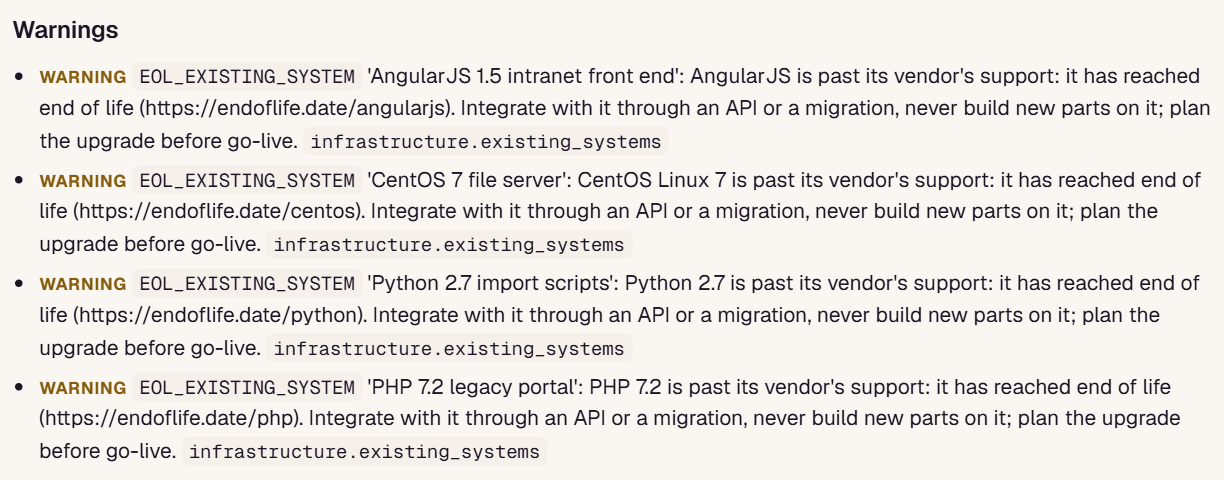 Warnings
WARNING EOL_EXISTING_SYSTEM 'AngularJS 1.5 intranet front end': AngularJS is past its vendor's support: it has reached
end of life (https://endoflife.date/angularjs). Integrate with it through an API or a migration, never build new parts on it; plan
the upgrade before go-live. infrastructure.existing_systems
WARNING EOL_EXISTING_SYSTEM 'CentOS 7 file server': CentOS Linux 7 is past its vendor's support: it has reached end of
life (https://endoflife.date/centos). Integrate with it through an API or a migration, never build new parts on it; plan the
upgrade before go-live. infrastructure.existing_systems
WARNING EOL_EXISTING_SYSTEM 'Python 2.7 import scripts': Python 2.7 is past its vendor's support: it has reached end of
life (https://endoflife.date/python). Integrate with it through an API or a migration, never build new parts on it; plan the
upgrade before go-live. infrastructure.existing_systems
WARNING EOL_EXISTING_SYSTEM 'PHP 7.2 legacy portal': PHP 7.2 is past its vendor's support: it has reached end of life
(https://endoflife.date/php). Integrate with it through an API or a migration, never build new parts on it; plan the upgrade
before go-live. infrastructure.existing_systems